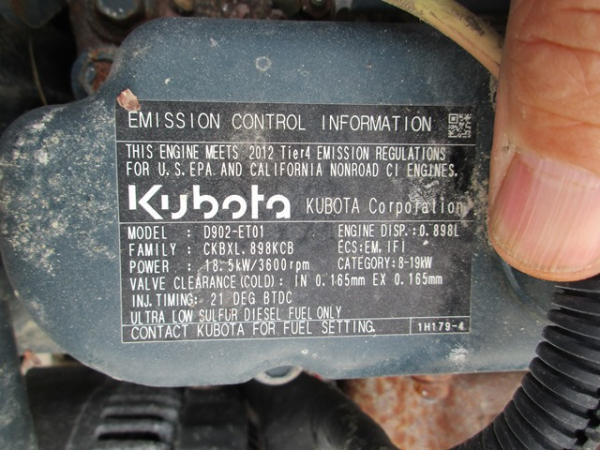 EMISSION CONTROL INFORMATION
THIS ENGINE MEETS 2012 Tier4 EMISSION REGULATIONS
FOR U.S.EPA AND CALIFORNIA NONROAD CI ENGINES.
Kubota KUBOTA Corporation
MODEL : D902-ET01 ENGINE DISP.:0.898L
FAMILY : CKBXL.898KCB ECS:EM,IFI
POWER : 18.5kW/3600rpm CATEGORY:8-19kW
VALVE CLEARANCE(COLD): IN 0.165mm EX 0.165mm
INJ.TIMING: 21 DEG BTDC
ULTRA LOW SULFUR DIESEL FUEL ONLY
CONTACT KUBOTA FOR FUEL SETTING. 1H179-4